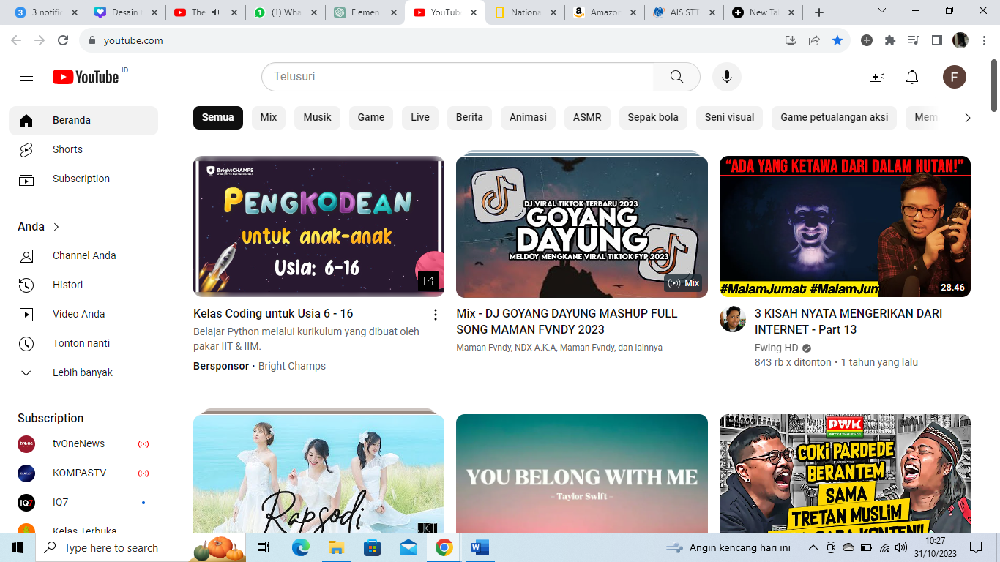 3 notific
Desain t
The
(1) Wha
Elemen
YouTub
Nationa
Amazor
AIS STT
New Ta
youtube.com
YouTube ID
Telusuri
F
Beranda
Shorts
Subscription
Anda
Channel Anda
Histori
Video Anda
Tonton nanti
Lebih banyak
Subscription
tvOneNews
KOMPASTV
IQ7
IQ7
Kelas Terbuka
Semua
Mix
Musik
Game
Live
Berita
Animasi
ASMR
Sepak bola
Seni visual
Game petualangan aksi
Mem
BrightCHAMPS
PENGKODEAN
untuk anak-anak
Usia: 6-16
Kelas Coding untuk Usia 6 - 16
Belajar Python melalui kurikulum yang dibuat oleh
pakar IIT & IIM.
Bersponsor · Bright Champs
DJ VIRAL TIKTOK TERBARU 2023
GOYANG
DAYUNG
MELDOY MENGKANE VIRAL TIKTOK FYP 2023
Mix
Mix - DJ GOYANG DAYUNG MASHUP FULL
SONG MAMAN FVNDY 2023
Maman Fvndy, NDX A.K.A, Maman Fvndy, dan lainnya
"ADA YANG KETAWA DARI DALAM HUTAN!"
#MalamJumat #MalamJum
28.46
3 KISAH NYATA MENGERIKAN DARI
INTERNET - Part 13
Ewing HD
843 rb x ditonton • 1 tahun yang lalu
Rapsodi
YOU BELONG WITH ME
- Taylor Swift -
PWK
COKI PARDEDE
BERANTEM
SAMA
TRETAN MUSLIM
Type here to search
Angin kencang hari ini
10:27
31/10/2023